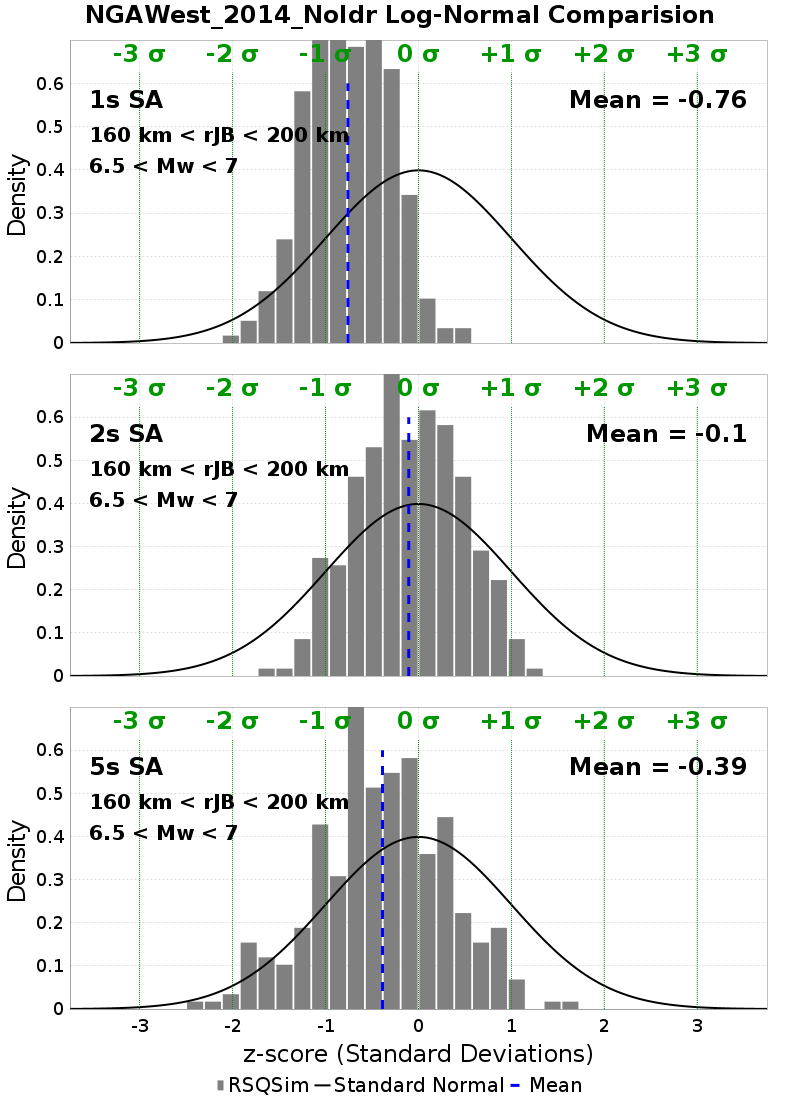 NGAWest_2014_NoIdr Log-Normal Comparision
-3 σ -2 σ -1 σ 0 σ +1 σ +2 σ +3 σ
1s SA Mean = -0.76
160 km < rJB < 200 km
6.5 < Mw < 7
Density
0.6
0.5
0.4
0.3
0.2
0.1
0
-3 σ -2 σ -1 σ 0 σ +1 σ +2 σ +3 σ
2s SA Mean = -0.1
160 km < rJB < 200 km
6.5 < Mw < 7
Density
0.6
0.5
0.4
0.3
0.2
0.1
0
-3 σ -2 σ -1 σ 0 σ +1 σ +2 σ +3 σ
5s SA Mean = -0.39
160 km < rJB < 200 km
6.5 < Mw < 7
Density
0.6
0.5
0.4
0.3
0.2
0.1
0
-3 -2 -1 0 1 2 3
z-score (Standard Deviations)
RSQSim Standard Normal Mean